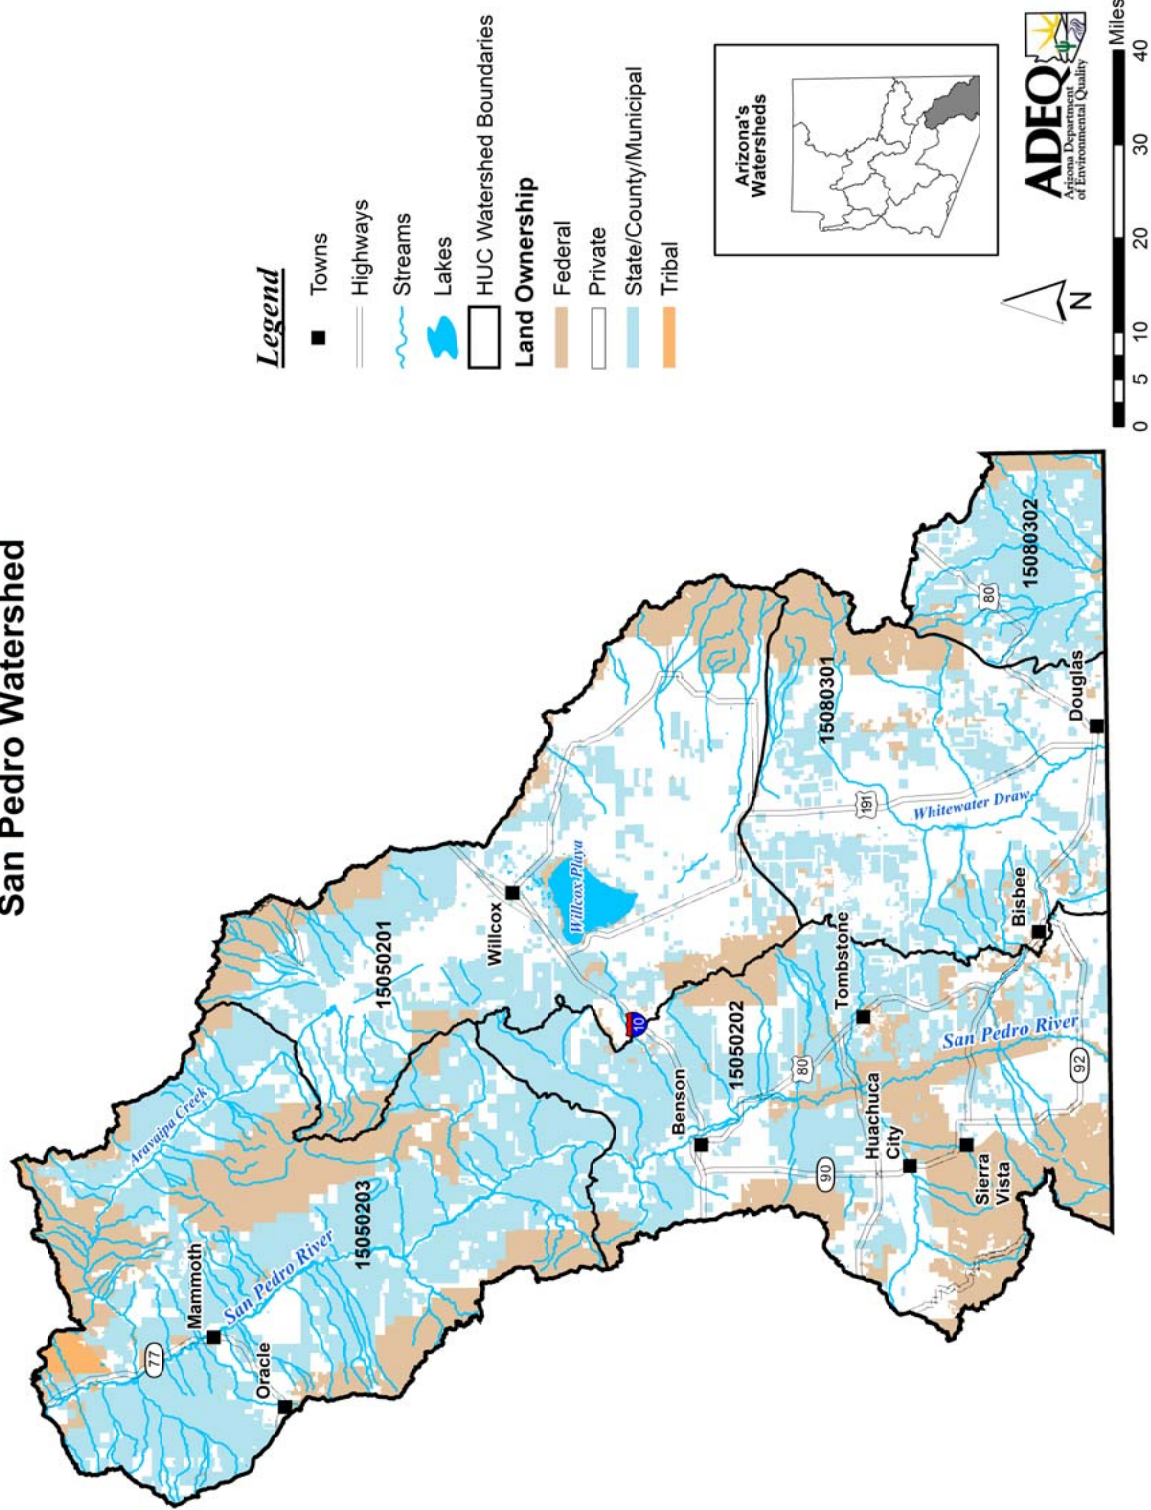 San Pedro Watershed
Legend
Towns
Highways
Streams
Lakes
HUC Watershed Boundaries
Land Ownership
Federal
Private
State/County/Municipal
Tribal
Arizona's
Watersheds
ADEQ
Arizona Department
of Environmental Quality
N
0 5 10 20 30 40
Miles
Aravaipa Creek
77
Mammoth
San Pedro River
Oracle
15050203
15050201
Willcox
Willcox Playa
10
Benson
15050202
80
90
Tombstone
Huachuca
City
Sierra
Vista
San Pedro River
92
Bisbee
15080301
191
Whitewater Draw
Douglas
80
15080302